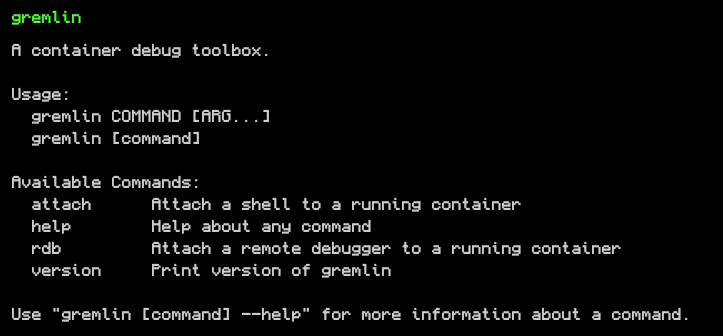 gremlin
A container debug toolbox.
Usage:
gremlin COMMAND [ARG...]
gremlin [command]
Available Commands:
attach Attach a shell to a running container
help Help about any command
rdb Attach a remote debugger to a running container
version Print version of gremlin
Use "gremlin [command] --help" for more information about a command.